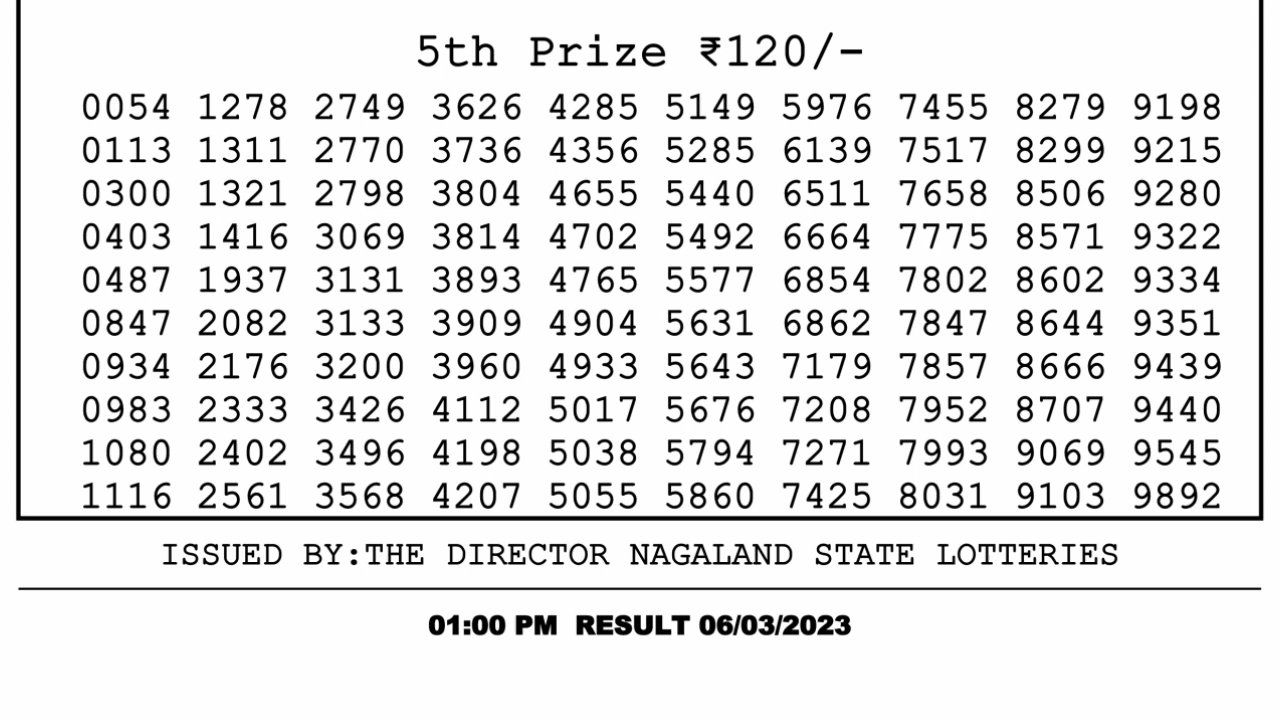 5th Prize ₹120/-
0054 1278 2749 3626 4285 5149 5976 7455 8279 9198
0113 1311 2770 3736 4356 5285 6139 7517 8299 9215
0300 1321 2798 3804 4655 5440 6511 7658 8506 9280
0403 1416 3069 3814 4702 5492 6664 7775 8571 9322
0487 1937 3131 3893 4765 5577 6854 7802 8602 9334
0847 2082 3133 3909 4904 5631 6862 7847 8644 9351
0934 2176 3200 3960 4933 5643 7179 7857 8666 9439
0983 2333 3426 4112 5017 5676 7208 7952 8707 9440
1080 2402 3496 4198 5038 5794 7271 7993 9069 9545
1116 2561 3568 4207 5055 5860 7425 8031 9103 9892
ISSUED BY:THE DIRECTOR NAGALAND STATE LOTTERIES
01:00 PM RESULT 06/03/2023